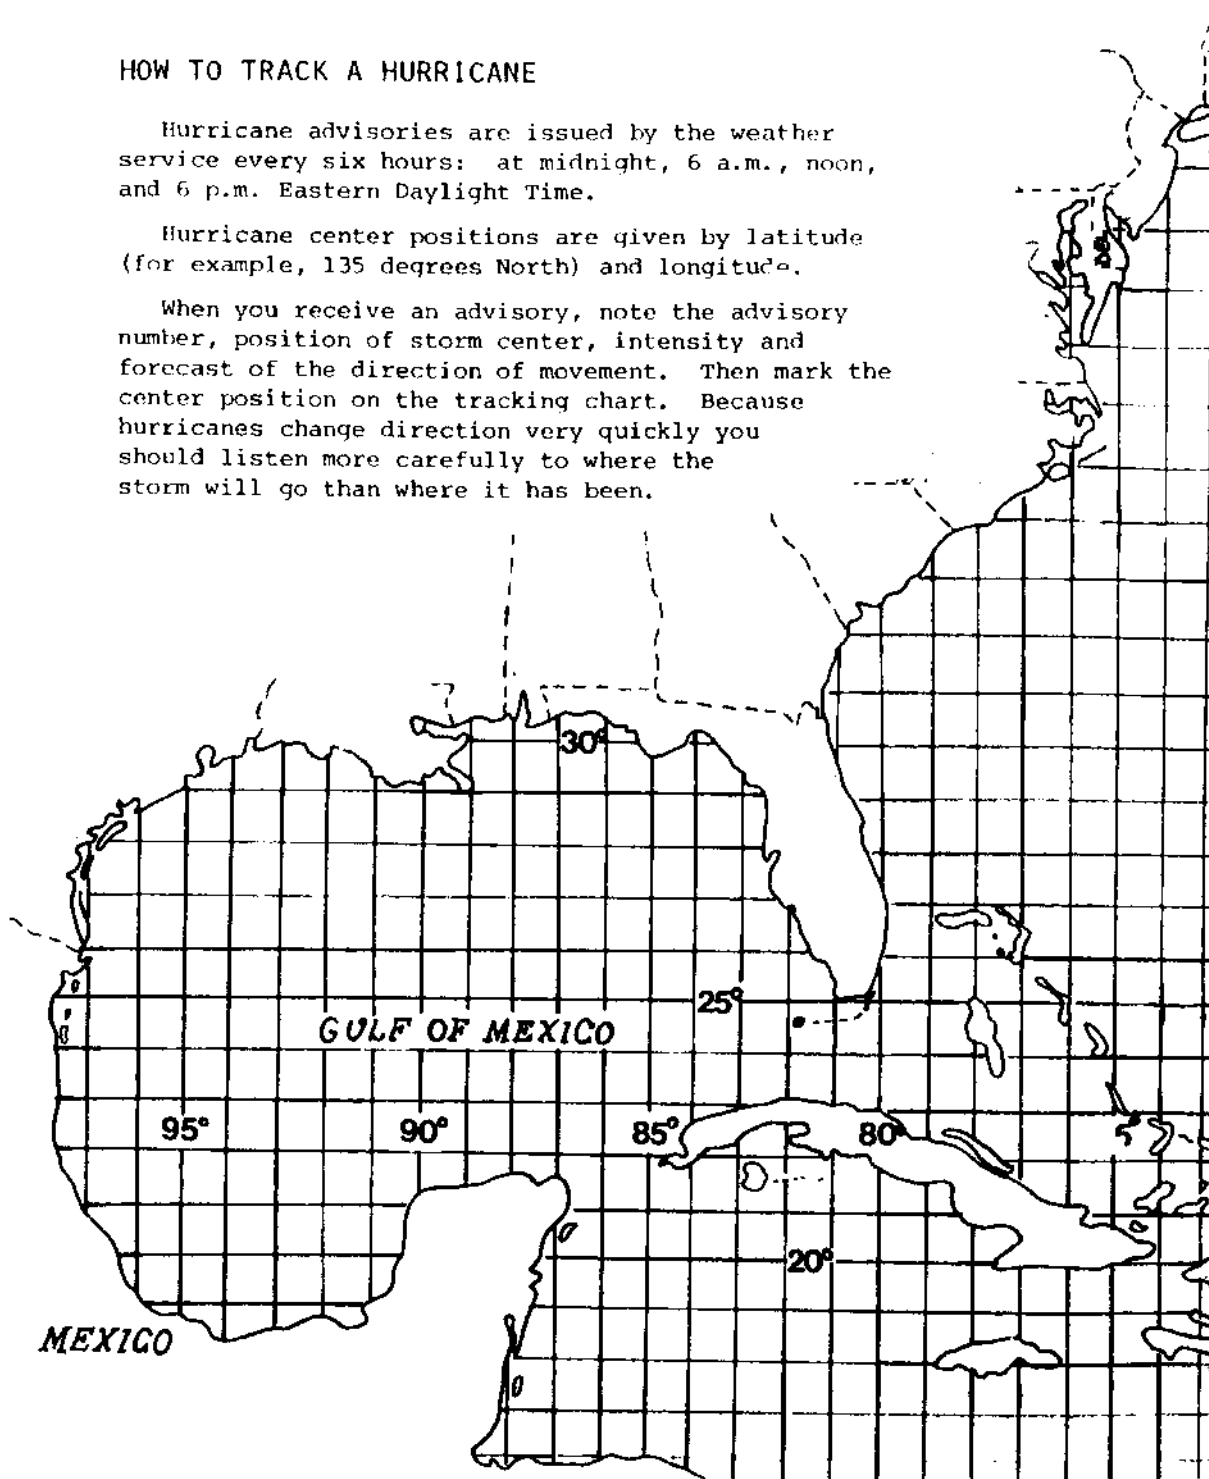 HOW TO TRACK A HURRICANE
Hurricane advisories are issued by the weather
service every six hours: at midnight, 6 a.m., noon,
and 6 p.m. Eastern Daylight Time.
Hurricane center positions are given by latitude
(for example, 135 degrees North) and longitude.
When you receive an advisory, note the advisory
number, position of storm center, intensity and
forecast of the direction of movement. Then mark the
center position on the tracking chart. Because
hurricanes change direction very quickly you
should listen more carefully to where the
storm will go than where it has been.
30°
25°
GULF OF MEXICO
95°
90°
85°
80°
20°
MEXICO